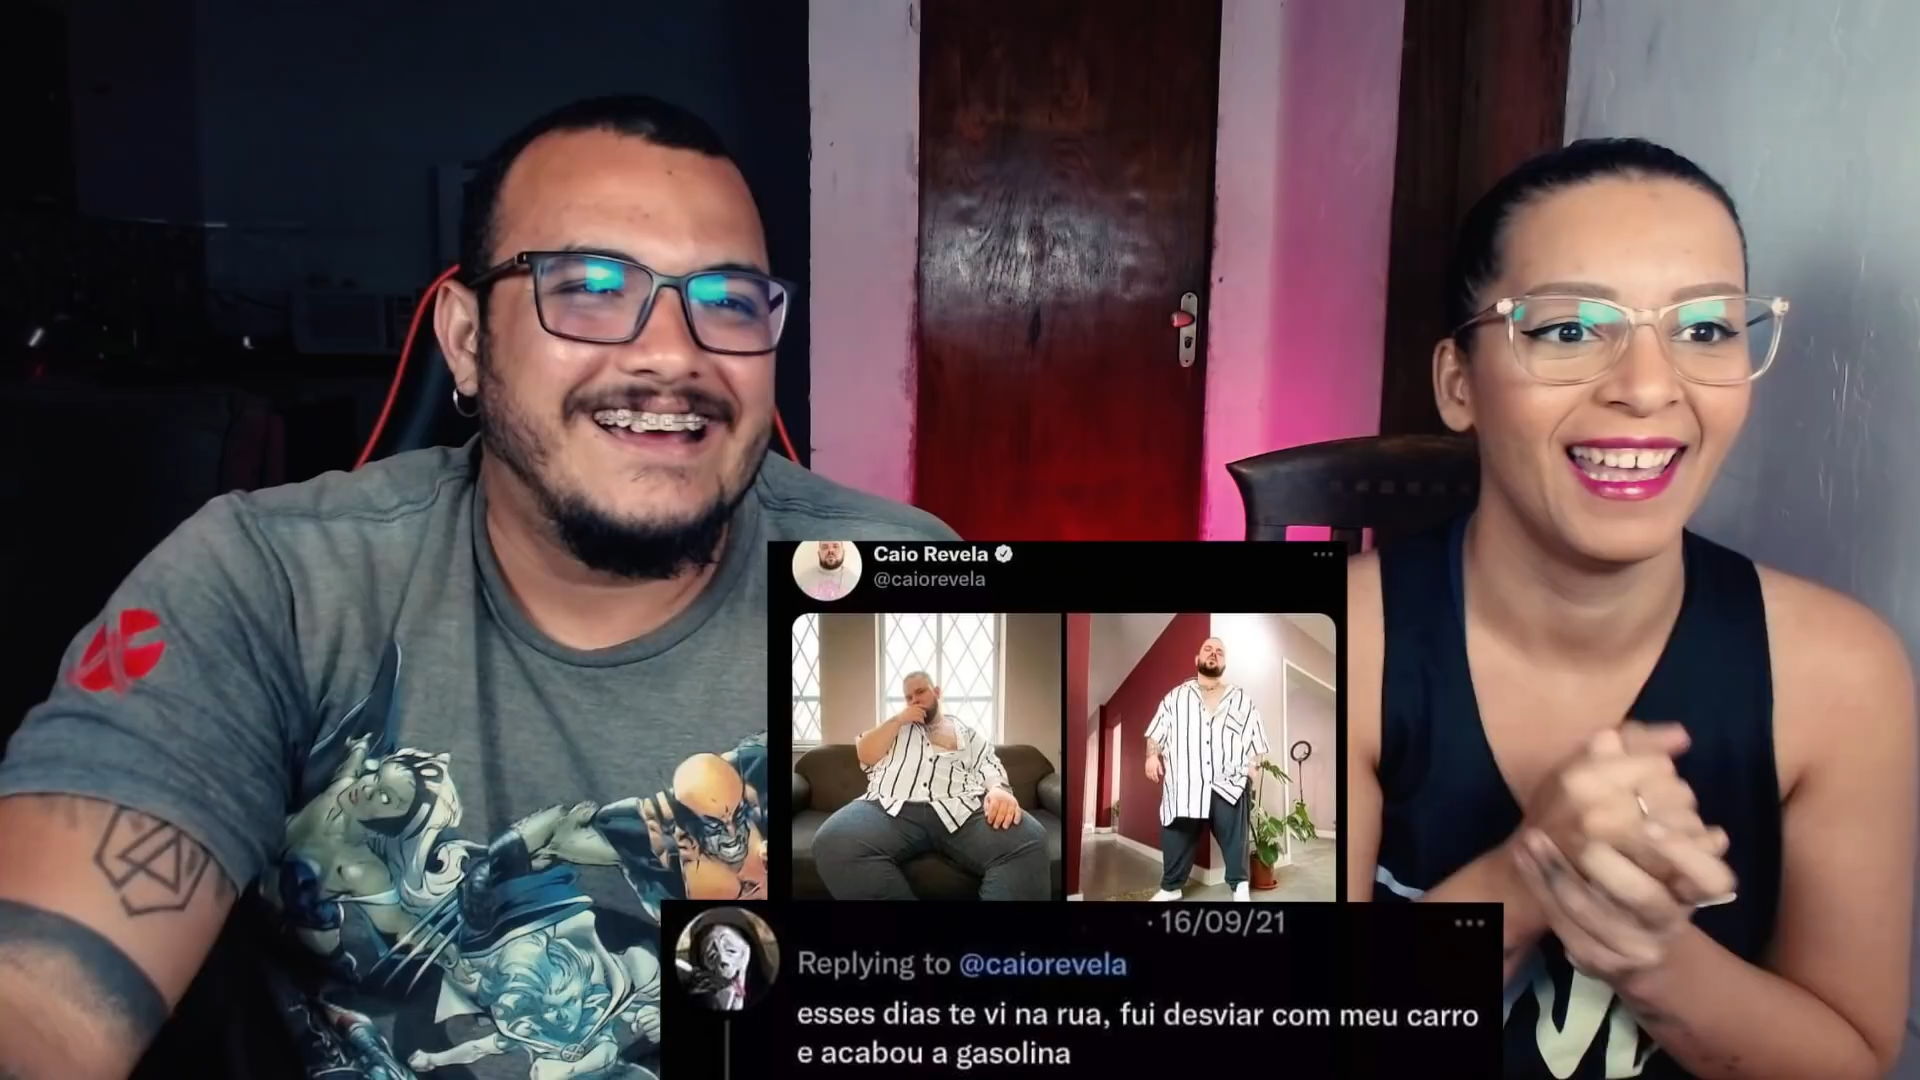 Caio Revela
@caiorevela
· 16/09/21
Replying to @caiorevela
esses dias te vi na rua, fui desviar com meu carro
e acabou a gasolina